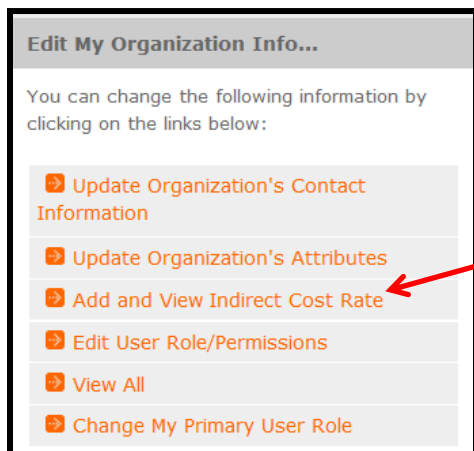 Edit My Organization Info...
You can change the following information by
clicking on the links below:
Update Organization's Contact
Information
Update Organization's Attributes
Add and View Indirect Cost Rate
Edit User Role/Permissions
View All
Change My Primary User Role